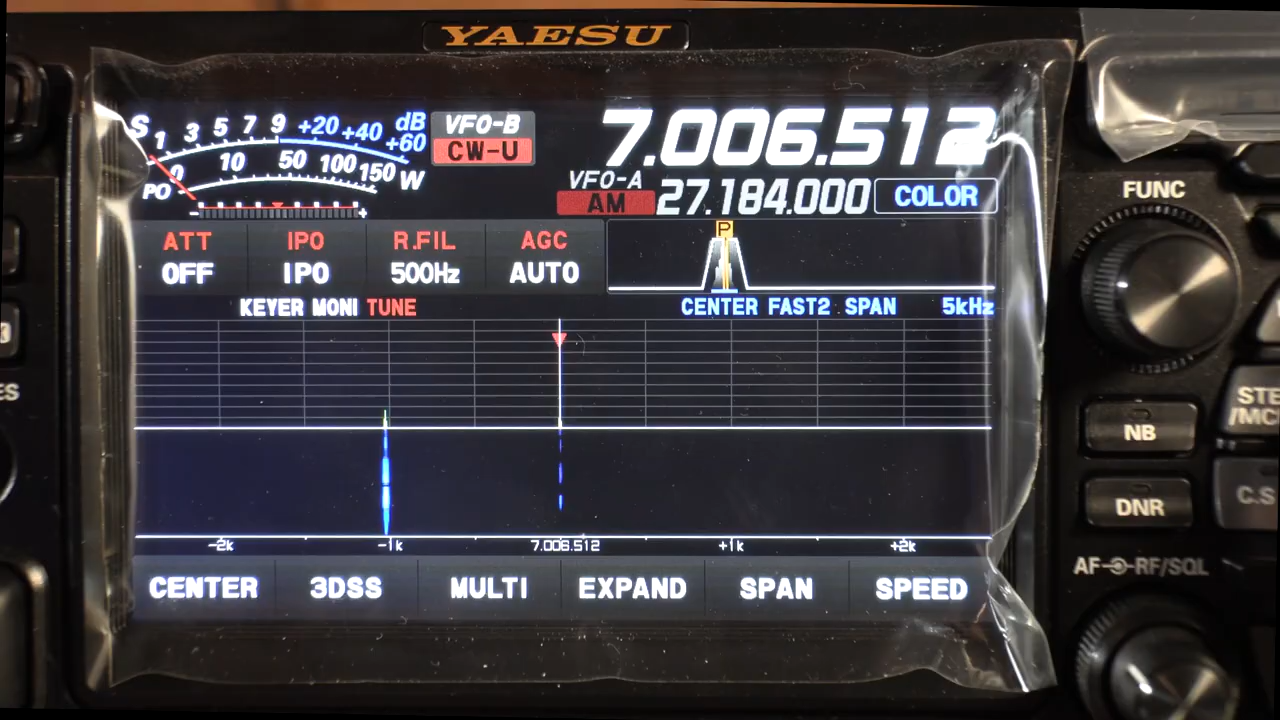 YAESU
S 1 3 5 7 9 +20 +40 +60 dB
PO 0 10 50 100 150 W
- +
VFO-B
CW-U
7.006.512
VFO-A
AM 27.184.000 COLOR
ATT IPO R.FIL AGC
OFF IPO 500Hz AUTO
P
KEYER MONI TUNE
CENTER FAST2 SPAN 5kHz
-2k -1k 7.006.512 +1k +2k
CENTER 3DSS MULTI EXPAND SPAN SPEED
FUNC
NB
DNR
C.S
AF RF/SQL